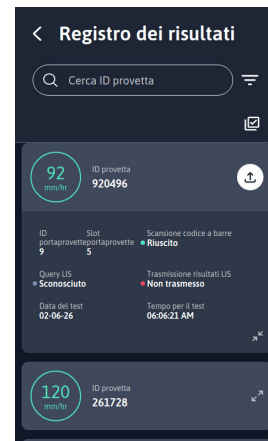 Registro dei risultati
Cerca ID provetta
92
mm/hr
ID provetta
920496
ID
portaprovette
9
Slot
portaprovette
5
Scansione codice a barre
Riuscito
Query LIS
Sconosciuto
Trasmissione risultati LIS
Non trasmesso
Data del test
02-06-26
Tempo per il test
06:06:21 AM
120
mm/hr
ID provetta
261728